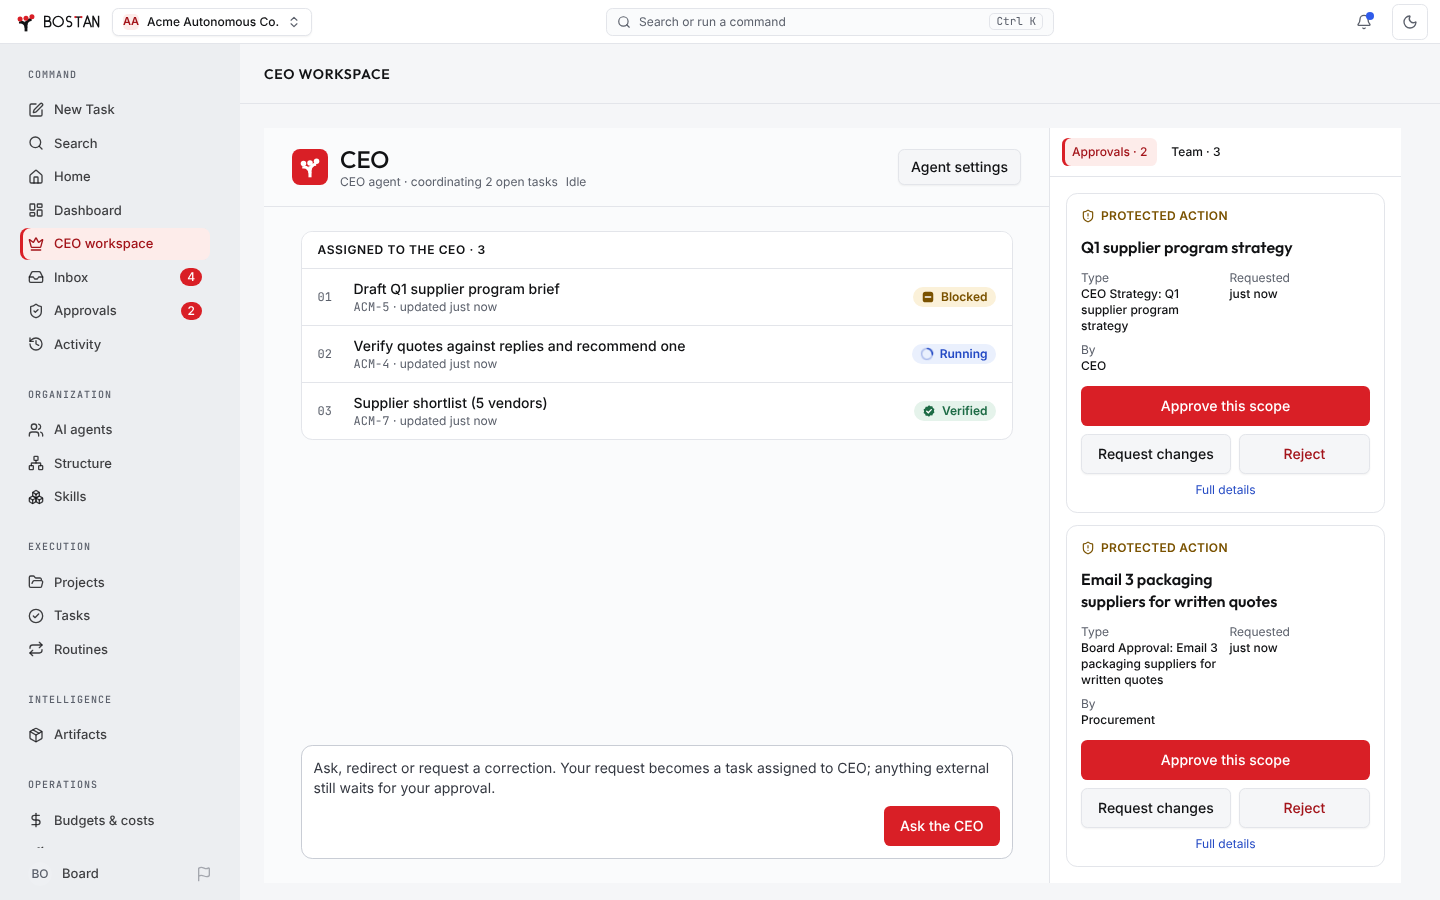 BOSTAN
AA Acme Autonomous Co.
Search or run a command
Ctrl K
COMMAND
New Task
Search
Home
Dashboard
CEO workspace
Inbox 4
Approvals 2
Activity
ORGANIZATION
AI agents
Structure
Skills
EXECUTION
Projects
Tasks
Routines
INTELLIGENCE
Artifacts
OPERATIONS
Budgets & costs
BO Board
CEO WORKSPACE
CEO
CEO agent · coordinating 2 open tasks Idle
Agent settings
ASSIGNED TO THE CEO · 3
01 Draft Q1 supplier program brief
ACM-5 · updated just now
Blocked
02 Verify quotes against replies and recommend one
ACM-4 · updated just now
Running
03 Supplier shortlist (5 vendors)
ACM-7 · updated just now
Verified
Ask, redirect or request a correction. Your request becomes a task assigned to CEO; anything external
still waits for your approval.
Ask the CEO
Approvals · 2
Team · 3
PROTECTED ACTION
Q1 supplier program strategy
Type
CEO Strategy: Q1
supplier program
strategy
Requested
just now
By
CEO
Approve this scope
Request changes
Reject
Full details
PROTECTED ACTION
Email 3 packaging
suppliers for written quotes
Type
Board Approval: Email 3
packaging suppliers for
written quotes
Requested
just now
By
Procurement
Approve this scope
Request changes
Reject
Full details